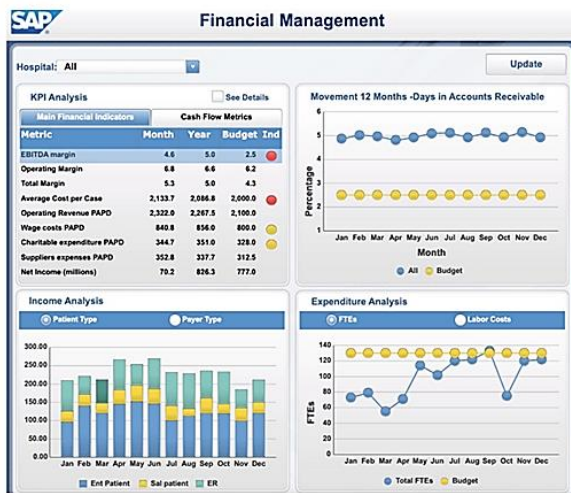 SAP
Financial Management
Hospital: All
Update
KPI Analysis
See Details
Main Financial Indicators
Cash Flow Metrics
Metric Month Year Budget Ind
EBITDA margin 4.6 5.0 2.5
Operating Margin 6.8 6.6 6.2
Total Margin 5.3 5.0 4.3
Average Cost per Case 2,133.7 2,086.8 2,000.0
Operating Revenue PAPD 2,322.0 2,267.5 2,100.0
Wage costs PAPD 840.8 856.0 800.0
Charitable expenditure PAPD 344.7 351.0 328.0
Suppliers expenses PAPD 352.8 337.7 312.5
Net Income (millions) 70.2 826.3 777.0
Movement 12 Months -Days in Accounts Receivable
Percentage
6
5
4
3
2
1
Jan Feb Mar Apr May Jun Jul Aug Sep Oct Nov Dec
Month
All Budget
Income Analysis
Patient Type Payer Type
300.00
250.00
200.00
150.00
100.00
50.00
0.00
Jan Feb Mar Apr May Jun Jul Aug Sep Oct Nov Dec
Ent Patient Sal patient ER
Expenditure Analysis
FTEs Labor Costs
FTEs
140
120
100
80
60
40
20
0
Jan Feb Mar Apr May Jun Jul Aug Sep Oct Nov Dec
Total FTEs Budget